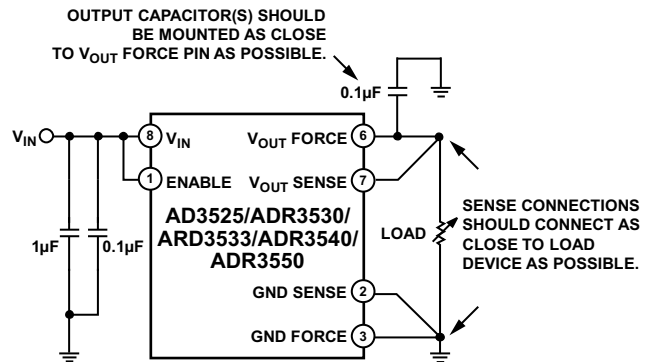 OUTPUT CAPACITOR(S) SHOULD
BE MOUNTED AS CLOSE
TO VOUT FORCE PIN AS POSSIBLE.
0.1µF
VIN
8
VIN
VOUT FORCE
6
1
ENABLE
VOUT SENSE
7
AD3525/ADR3530/
ARD3533/ADR3540/
ADR3550
1µF
0.1µF
LOAD
SENSE CONNECTIONS
SHOULD CONNECT AS
CLOSE TO LOAD
DEVICE AS POSSIBLE.
GND SENSE
2
GND FORCE
3